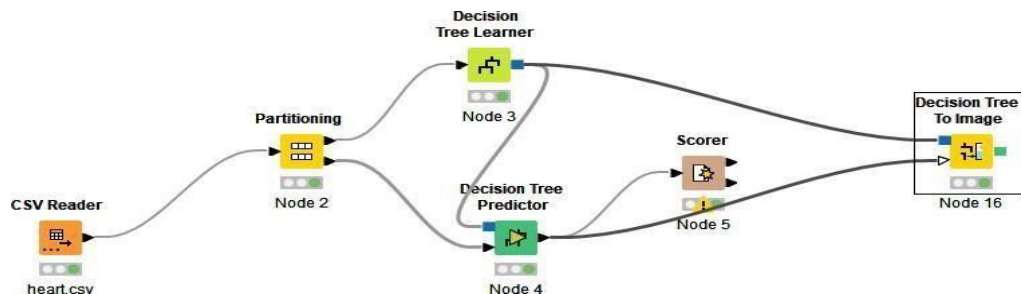 Decision
Tree Learner
Node 3
Partitioning
Node 2
CSV Reader
heart.csv
Decision Tree
Predictor
Node 4
Scorer
Node 5
Decision Tree
To Image
Node 16